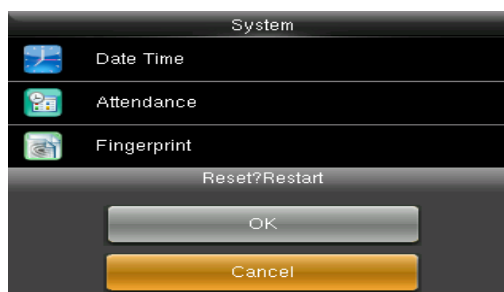 System
Date Time
Attendance
Fingerprint
Reset?Restart
OK
Cancel